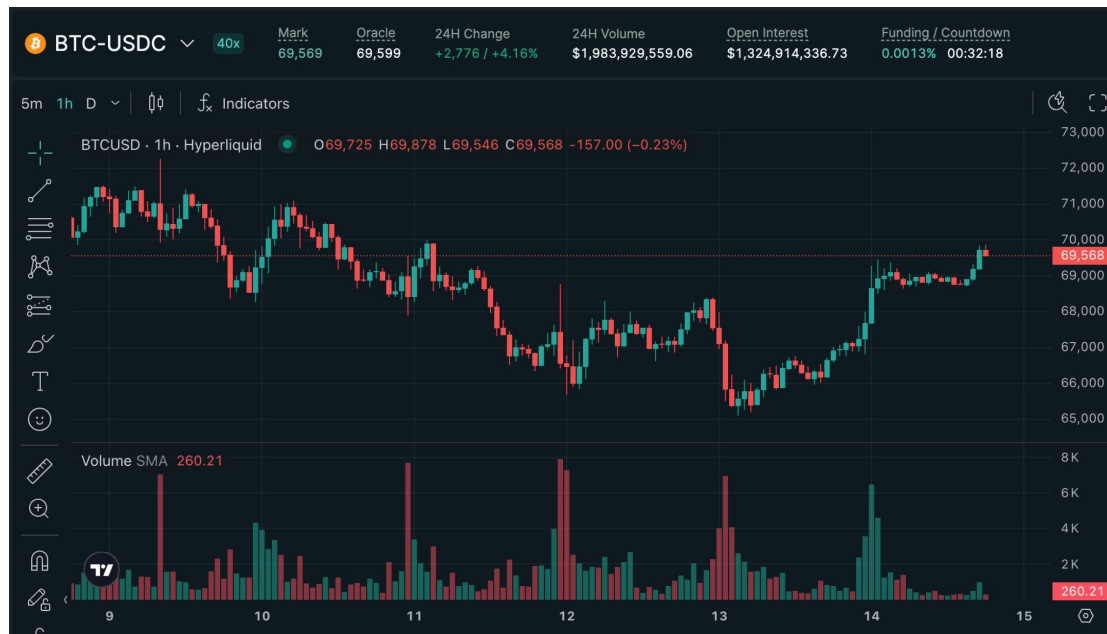 BTC-USDC 40x
Mark Oracle 24H Change 24H Volume Open Interest Funding / Countdown
69,569 69,599 +2,776 / +4.16% $1,983,929,559.06 $1,324,914,336.73 0.0013% 00:32:18
5m 1h D Indicators
BTCUSD · 1h · Hyperliquid O69,725 H69,878 L69,546 C69,568 -157.00 (−0.23%)
73,000
72,000
71,000
70,000
69,568
69,000
68,000
67,000
66,000
65,000
Volume SMA 260.21
8 K
6 K
4 K
2 K
260.21
9 10 11 12 13 14 15